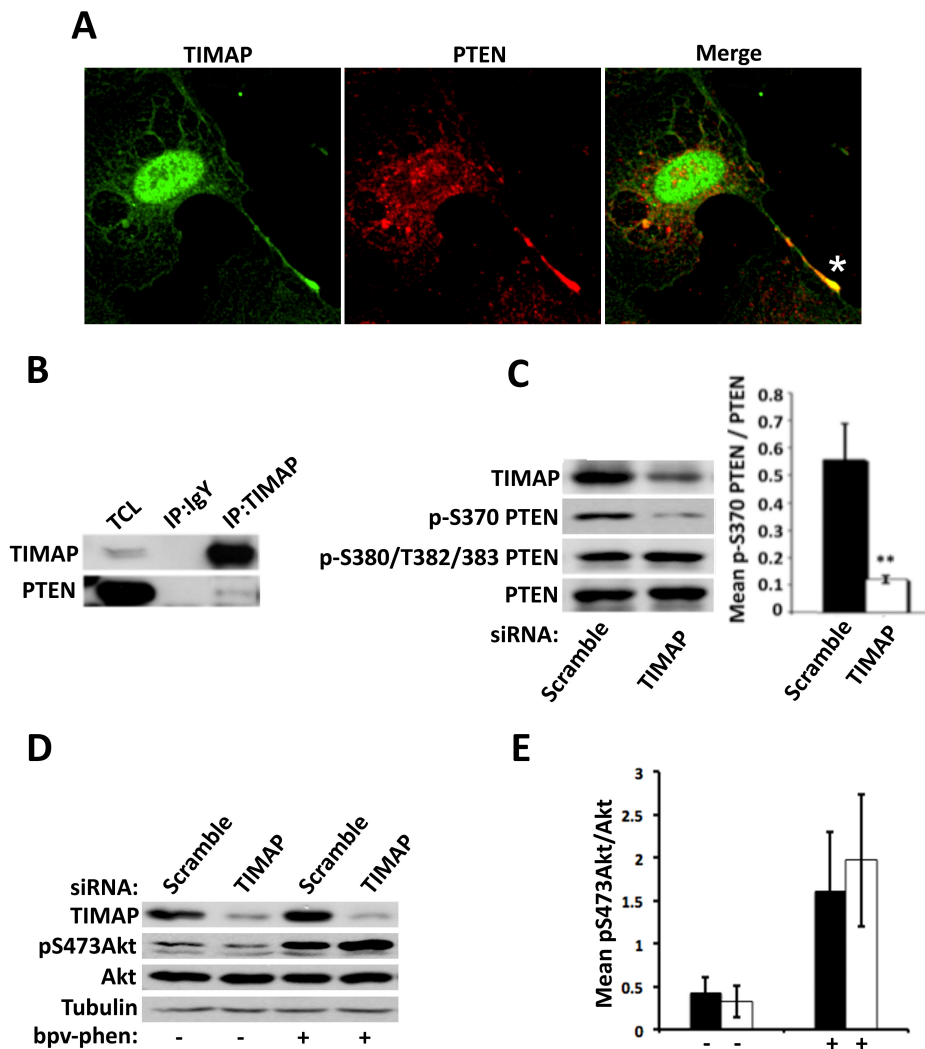 A
TIMAP PTEN Merge
*
B
TCL IP:IgY IP:TIMAP
TIMAP
PTEN
C
TIMAP
p-S370 PTEN
p-S380/T382/383 PTEN
PTEN
siRNA: Scramble TIMAP
Mean p-S370 PTEN / PTEN
0.8
0.7
0.6
0.5
0.4
0.3
0.2
0.1
0
**
Scramble TIMAP
D
siRNA: Scramble TIMAP Scramble TIMAP
TIMAP
pS473Akt
Akt
Tubulin
bpv-phen: - - + +
E
Mean pS473Akt/Akt
3
2.5
2
1.5
1
0.5
0
- - + +